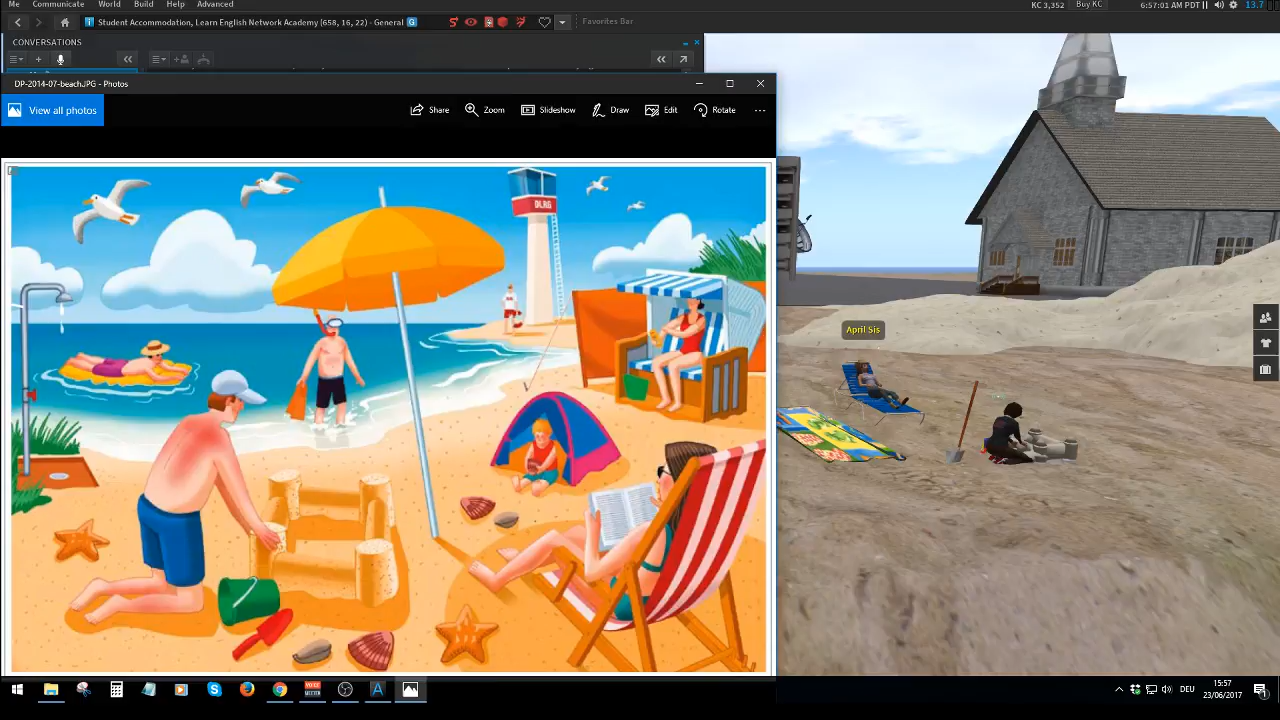 Me Communicate World Build Help Advanced
KC 3,352 Buy KC 6:57:01 AM PDT 13.7
Student Accommodation, Learn English Network Academy (658, 16, 22) - General G
Favorites Bar
CONVERSATIONS
DP-2014-07-beach.JPG - Photos
View all photos
Share Zoom Slideshow Draw Edit Rotate
DLRG
April Sis
DEU
15:57
23/06/2017